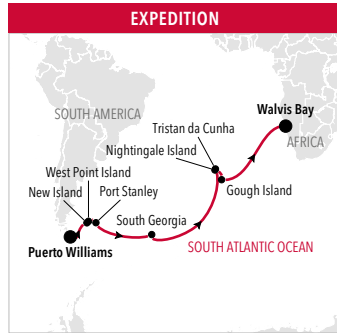 EXPEDITION
SOUTH AMERICA
Walvis Bay
Tristan da Cunha
AFRICA
Nightingale Island
West Point Island
New Island
Port Stanley
Gough Island
South Georgia
Puerto Williams
SOUTH ATLANTIC OCEAN